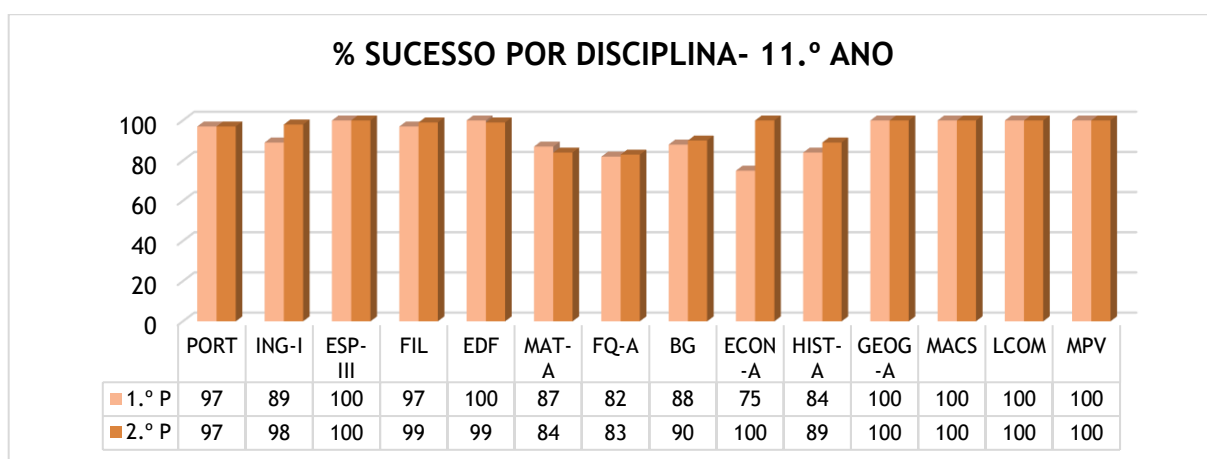 % SUCESSO POR DISCIPLINA- 11.º ANO
100
80
60
40
20
0
PORT ING-I ESP-III FIL EDF MAT-A FQ-A BG ECON-A HIST-A GEOG-A MACS LCOM MPV
1.º P 97 89 100 97 100 87 82 88 75 84 100 100 100 100
2.º P 97 98 100 99 99 84 83 90 100 89 100 100 100 100